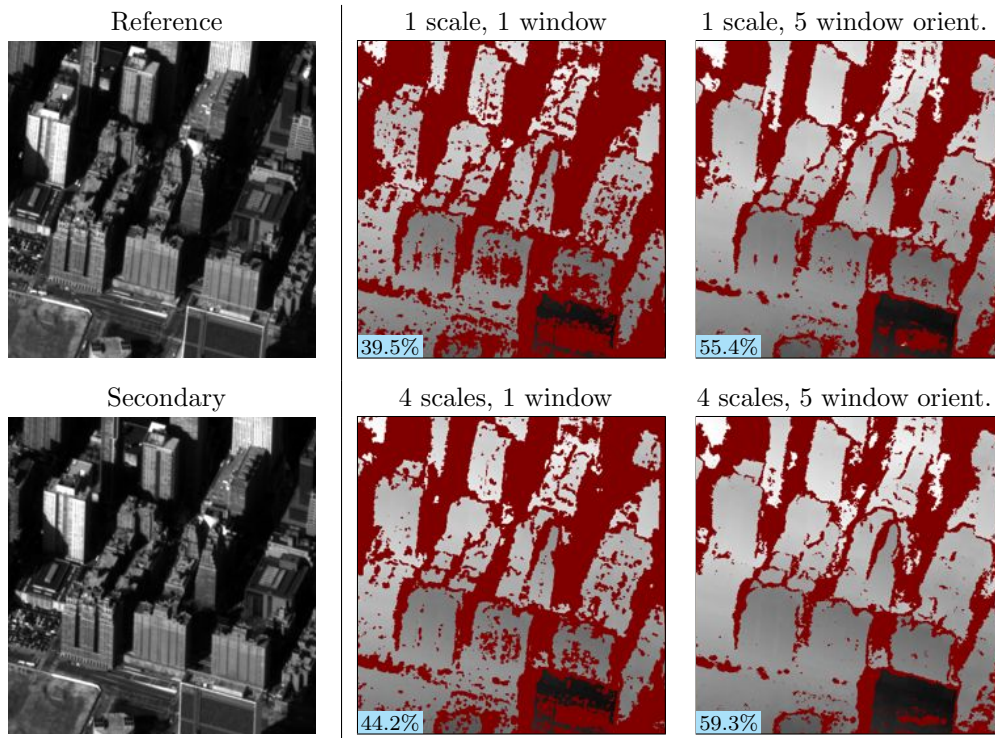 Reference
1 scale, 1 window
1 scale, 5 window orient.
39.5%
55.4%
Secondary
4 scales, 1 window
4 scales, 5 window orient.
44.2%
59.3%